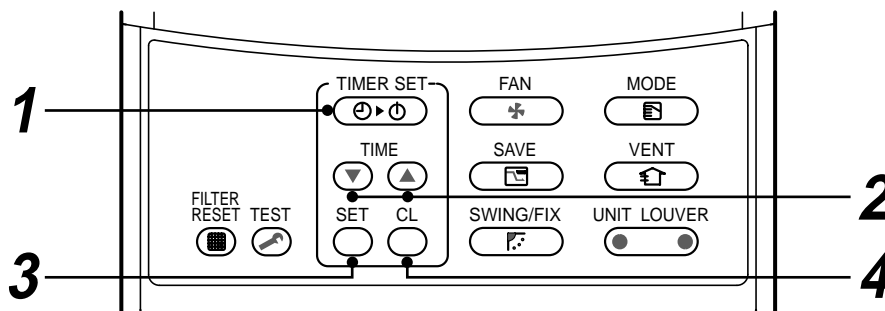 1
TIMER SET
FAN
MODE
TIME
SAVE
VENT
2
FILTER
RESET
TEST
SET
CL
SWING/FIX
UNIT LOUVER
3
4